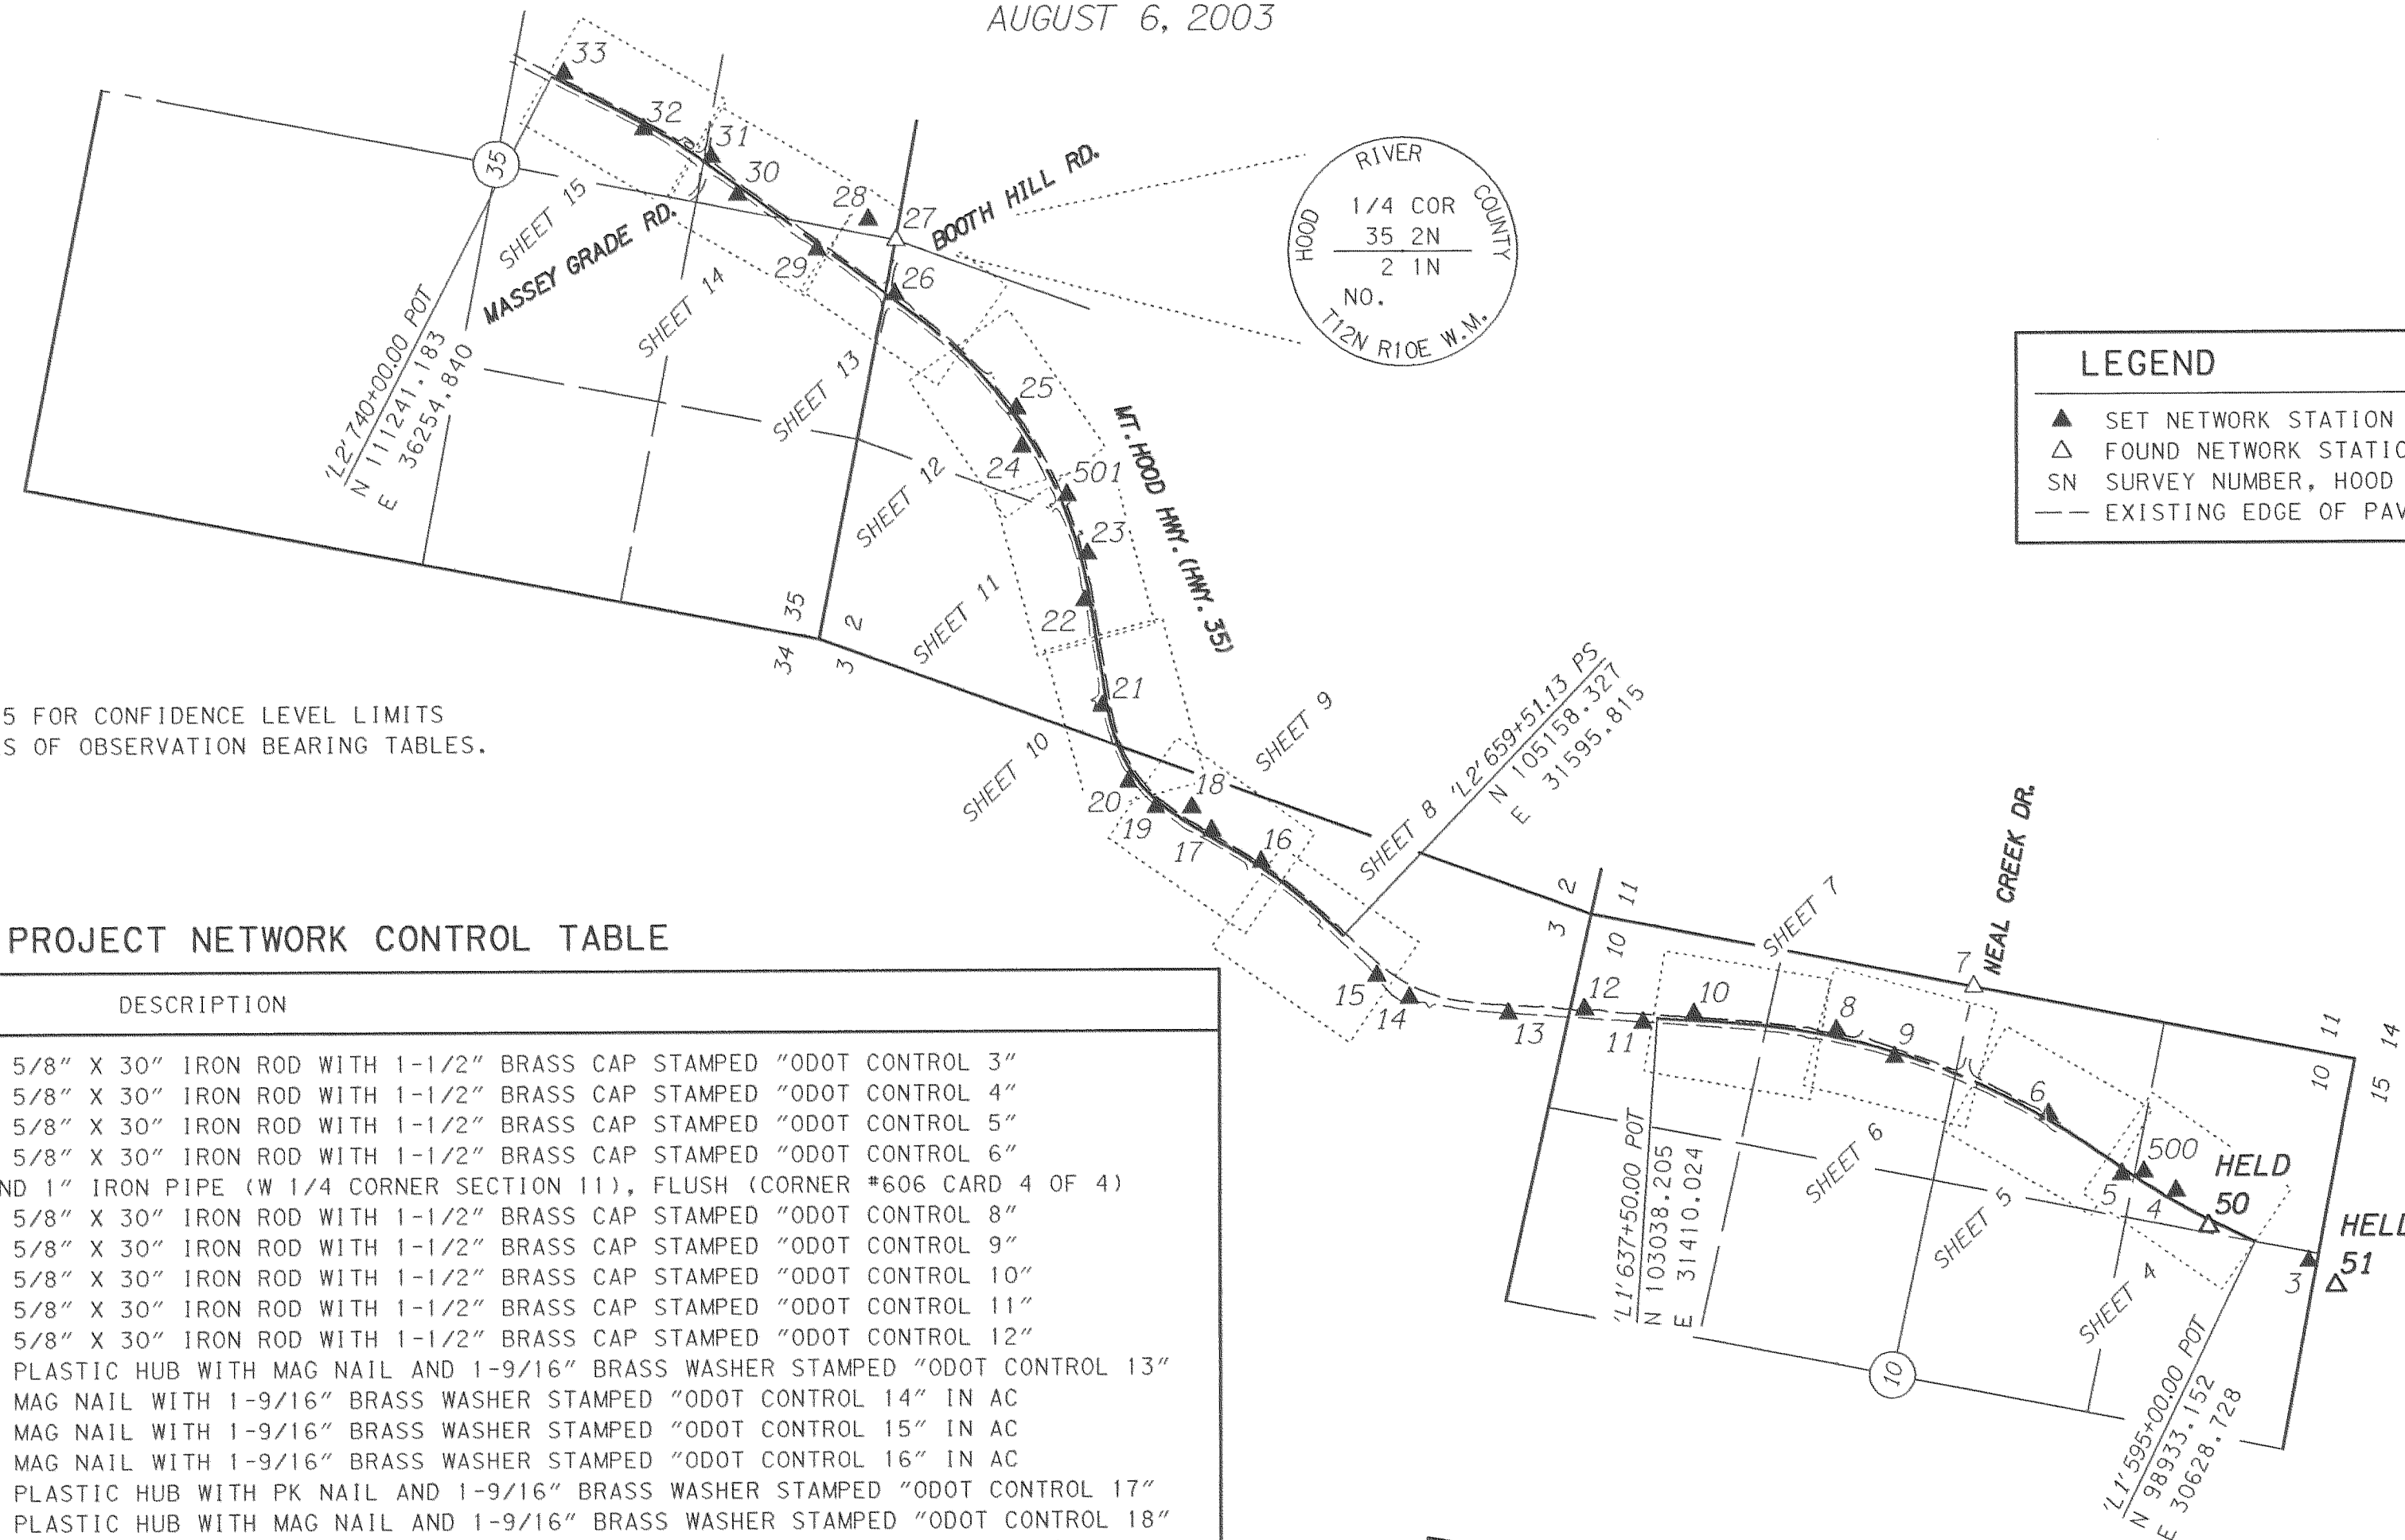 AUGUST 6, 2003
33
32
31
30
28
27
29
26
25
24
501
23
22
21
20
19
18
17
16
15
14
13
12
11
10
8
9
7
6
500
5
4
3
HELD
50
HELD
51
35
SHEET 15
MASSEY GRADE RD.
SHEET 14
BOOTH HILL RD.
SHEET 13
SHEET 12
SHEET 11
MT. HOOD HWY. (HWY. 35)
SHEET 10
SHEET 9
SHEET 8
SHEET 7
NEAL CREEK DR.
SHEET 6
SHEET 5
SHEET 4
HOOD RIVER COUNTY
1/4 COR
35 2N
2 1N
NO.
T12N R10E W.M.
LEGEND
▲ SET NETWORK STATION
△ FOUND NETWORK STATIO
SN SURVEY NUMBER, HOOD
—— EXISTING EDGE OF PAV
'L2' 740+00.00 POT
N 111241.183
E 36254.840
35
2
34
3
'L2' 659+51.13 PS
N 105158.327
E 31595.815
2
11
3
10
'L1' 637+50.00 POT
N 103038.205
E 31410.024
10
11
14
10
15
'L1' 595+00.00 POT
N 98933.152
E 30628.728
5 FOR CONFIDENCE LEVEL LIMITS
S OF OBSERVATION BEARING TABLES.
PROJECT NETWORK CONTROL TABLE
DESCRIPTION
5/8" X 30" IRON ROD WITH 1-1/2" BRASS CAP STAMPED "ODOT CONTROL 3"
5/8" X 30" IRON ROD WITH 1-1/2" BRASS CAP STAMPED "ODOT CONTROL 4"
5/8" X 30" IRON ROD WITH 1-1/2" BRASS CAP STAMPED "ODOT CONTROL 5"
5/8" X 30" IRON ROD WITH 1-1/2" BRASS CAP STAMPED "ODOT CONTROL 6"
ND 1" IRON PIPE (W 1/4 CORNER SECTION 11), FLUSH (CORNER #606 CARD 4 OF 4)
5/8" X 30" IRON ROD WITH 1-1/2" BRASS CAP STAMPED "ODOT CONTROL 8"
5/8" X 30" IRON ROD WITH 1-1/2" BRASS CAP STAMPED "ODOT CONTROL 9"
5/8" X 30" IRON ROD WITH 1-1/2" BRASS CAP STAMPED "ODOT CONTROL 10"
5/8" X 30" IRON ROD WITH 1-1/2" BRASS CAP STAMPED "ODOT CONTROL 11"
5/8" X 30" IRON ROD WITH 1-1/2" BRASS CAP STAMPED "ODOT CONTROL 12"
PLASTIC HUB WITH MAG NAIL AND 1-9/16" BRASS WASHER STAMPED "ODOT CONTROL 13"
MAG NAIL WITH 1-9/16" BRASS WASHER STAMPED "ODOT CONTROL 14" IN AC
MAG NAIL WITH 1-9/16" BRASS WASHER STAMPED "ODOT CONTROL 15" IN AC
MAG NAIL WITH 1-9/16" BRASS WASHER STAMPED "ODOT CONTROL 16" IN AC
PLASTIC HUB WITH PK NAIL AND 1-9/16" BRASS WASHER STAMPED "ODOT CONTROL 17"
PLASTIC HUB WITH MAG NAIL AND 1-9/16" BRASS WASHER STAMPED "ODOT CONTROL 18"